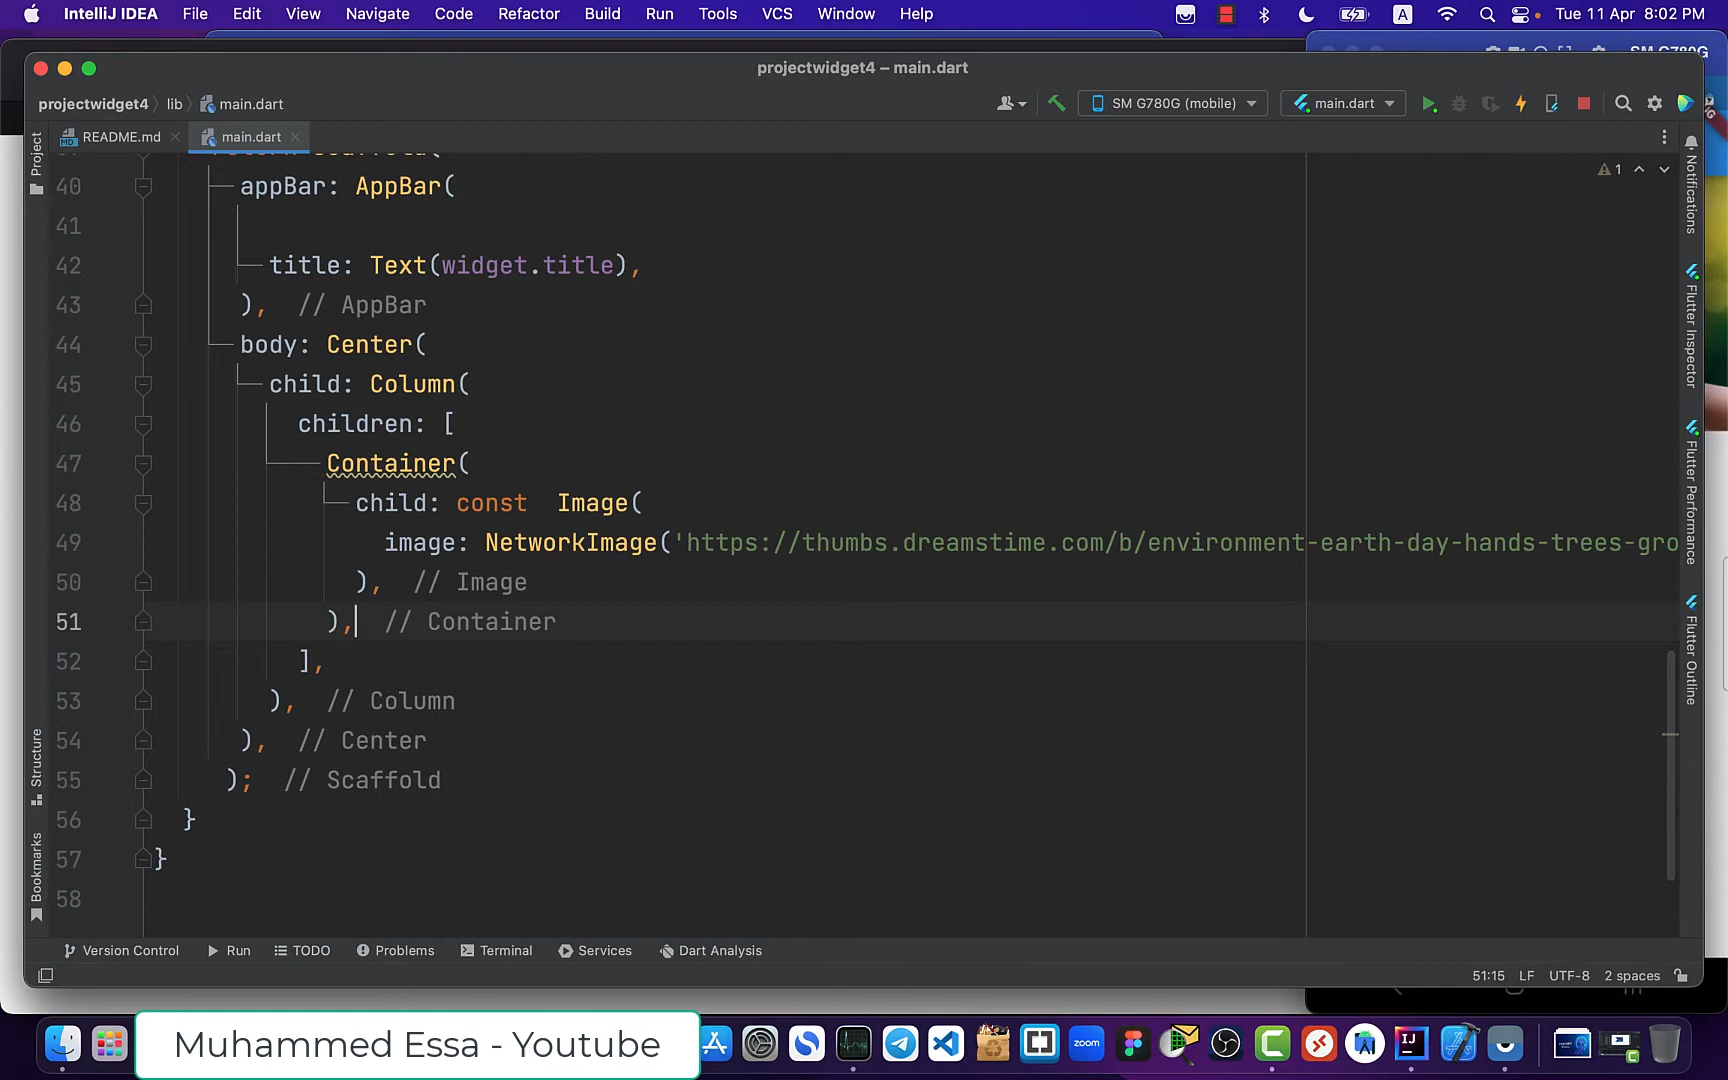 IntelliJ IDEA File Edit View Navigate Code Refactor Build Run Tools VCS Window Help A Tue 11 Apr 8:02 PM
SM G780G
projectwidget4 – main.dart
projectwidget4 lib main.dart SM G780G (mobile) main.dart
README.md main.dart
Project
Structure
Bookmarks
40 appBar: AppBar(
41
42 title: Text(widget.title),
43 ), // AppBar
44 body: Center(
45 child: Column(
46 children: [
47 Container(
48 child: const Image(
49 image: NetworkImage('https://thumbs.dreamstime.com/b/environment-earth-day-hands-trees-gro
50 ), // Image
51 ), // Container
52 ],
53 ), // Column
54 ), // Center
55 ); // Scaffold
56 }
57 }
58
1
Notifications
Flutter Inspector
Flutter Performance
Flutter Outline
Version Control Run TODO Problems Terminal Services Dart Analysis
51:15 LF UTF-8 2 spaces
Muhammed Essa - Youtube
zoom
IJ